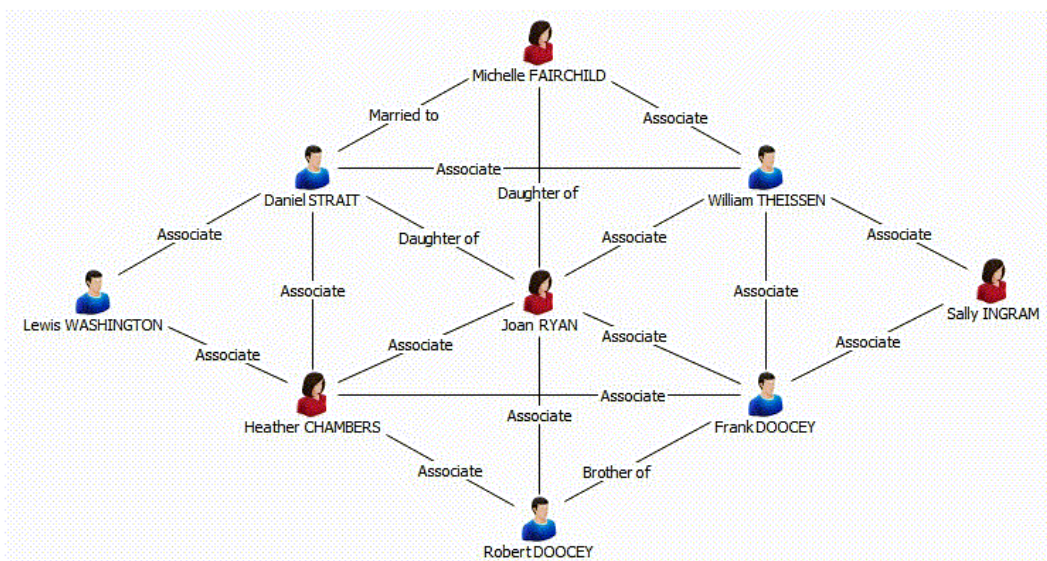 Michelle FAIRCHILD
Married to
Associate
Associate
Daughter of
Daniel STRAIT
William THEISSEN
Associate
Daughter of
Associate
Associate
Associate
Associate
Lewis WASHINGTON
Joan RYAN
Sally INGRAM
Associate
Associate
Associate
Associate
Associate
Associate
Heather CHAMBERS
Frank DOOCEY
Associate
Brother of
Robert DOOCEY